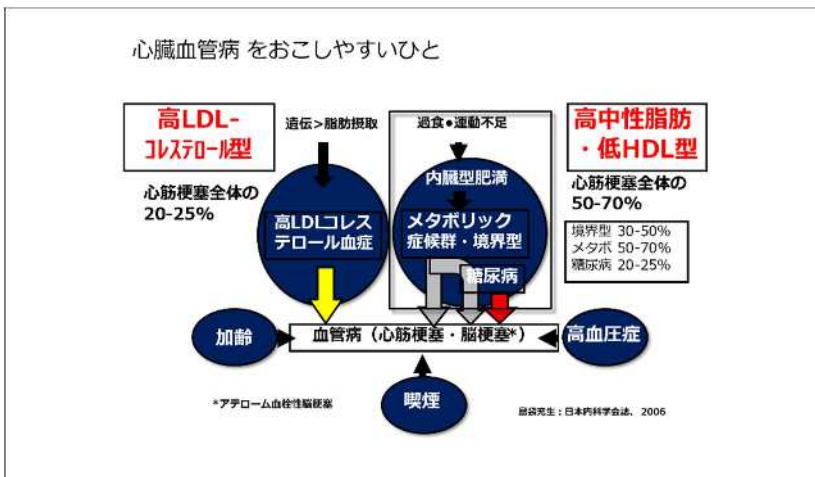 心臓血管病 をおこしやすいひと
高LDL-
コレステロール型
遺伝>脂肪摂取
過食●運動不足
高中性脂肪
・低HDL型
心筋梗塞全体の
20-25%
内臓型肥満
心筋梗塞全体の
50-70%
高LDLコレス
テロール血症
メタボリック
症候群・境界型
境界型 30-50%
メタボ 50-70%
糖尿病 20-25%
糖尿病
加齢
血管病（心筋梗塞・脳梗塞*）
高血圧症
喫煙
*アテローム血栓性脳梗塞
島袋充生：日本内科学会誌、2006